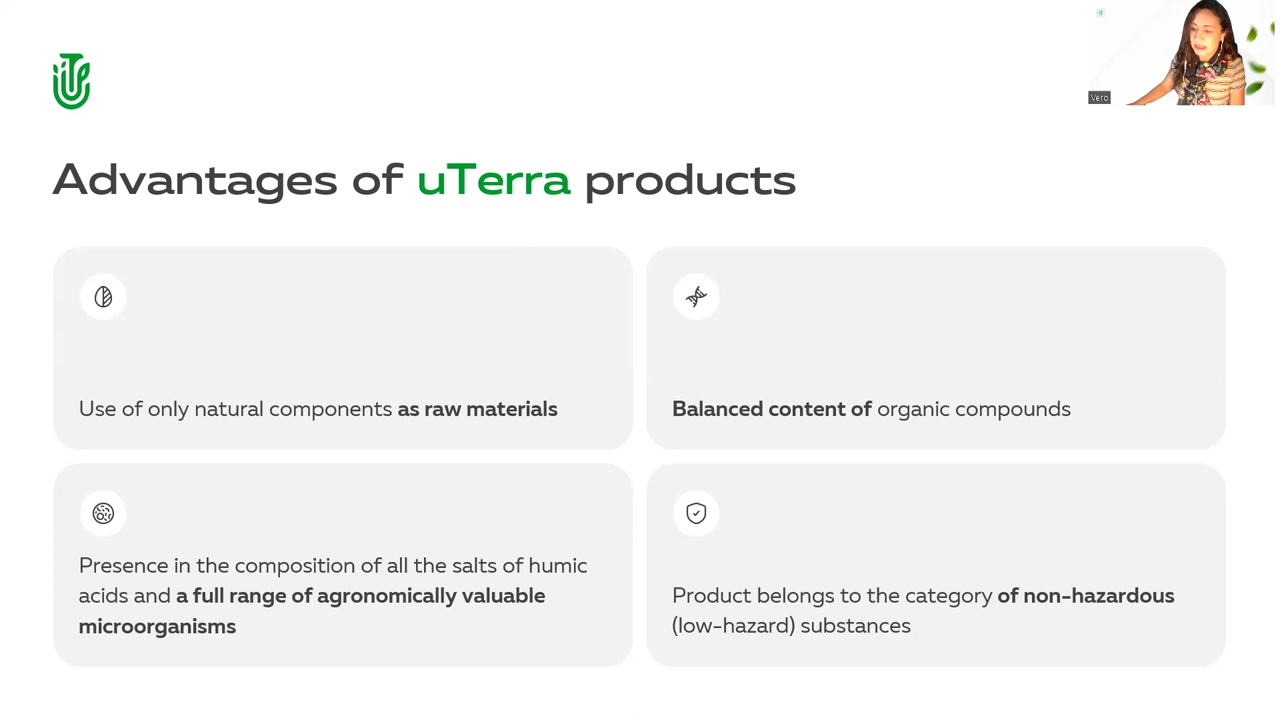 Vero
Advantages of uTerra products
Use of only natural components as raw materials
Balanced content of organic compounds
Presence in the composition of all the salts of humic
acids and a full range of agronomically valuable
microorganisms
Product belongs to the category of non-hazardous
(low-hazard) substances